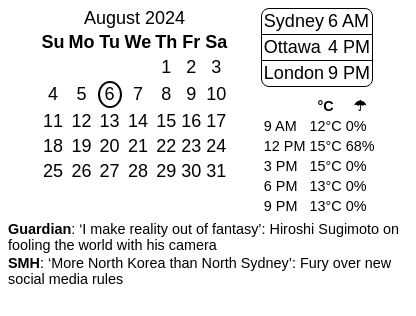 August 2024
Su Mo Tu We Th Fr Sa
1 2 3
4 5 6 7 8 9 10
11 12 13 14 15 16 17
18 19 20 21 22 23 24
25 26 27 28 29 30 31
Sydney 6 AM
Ottawa 4 PM
London 9 PM
°C ☂
9 AM 12°C 0%
12 PM 15°C 68%
3 PM 15°C 0%
6 PM 13°C 0%
9 PM 13°C 0%
Guardian: ‘I make reality out of fantasy’: Hiroshi Sugimoto on
fooling the world with his camera
SMH: ‘More North Korea than North Sydney’: Fury over new
social media rules